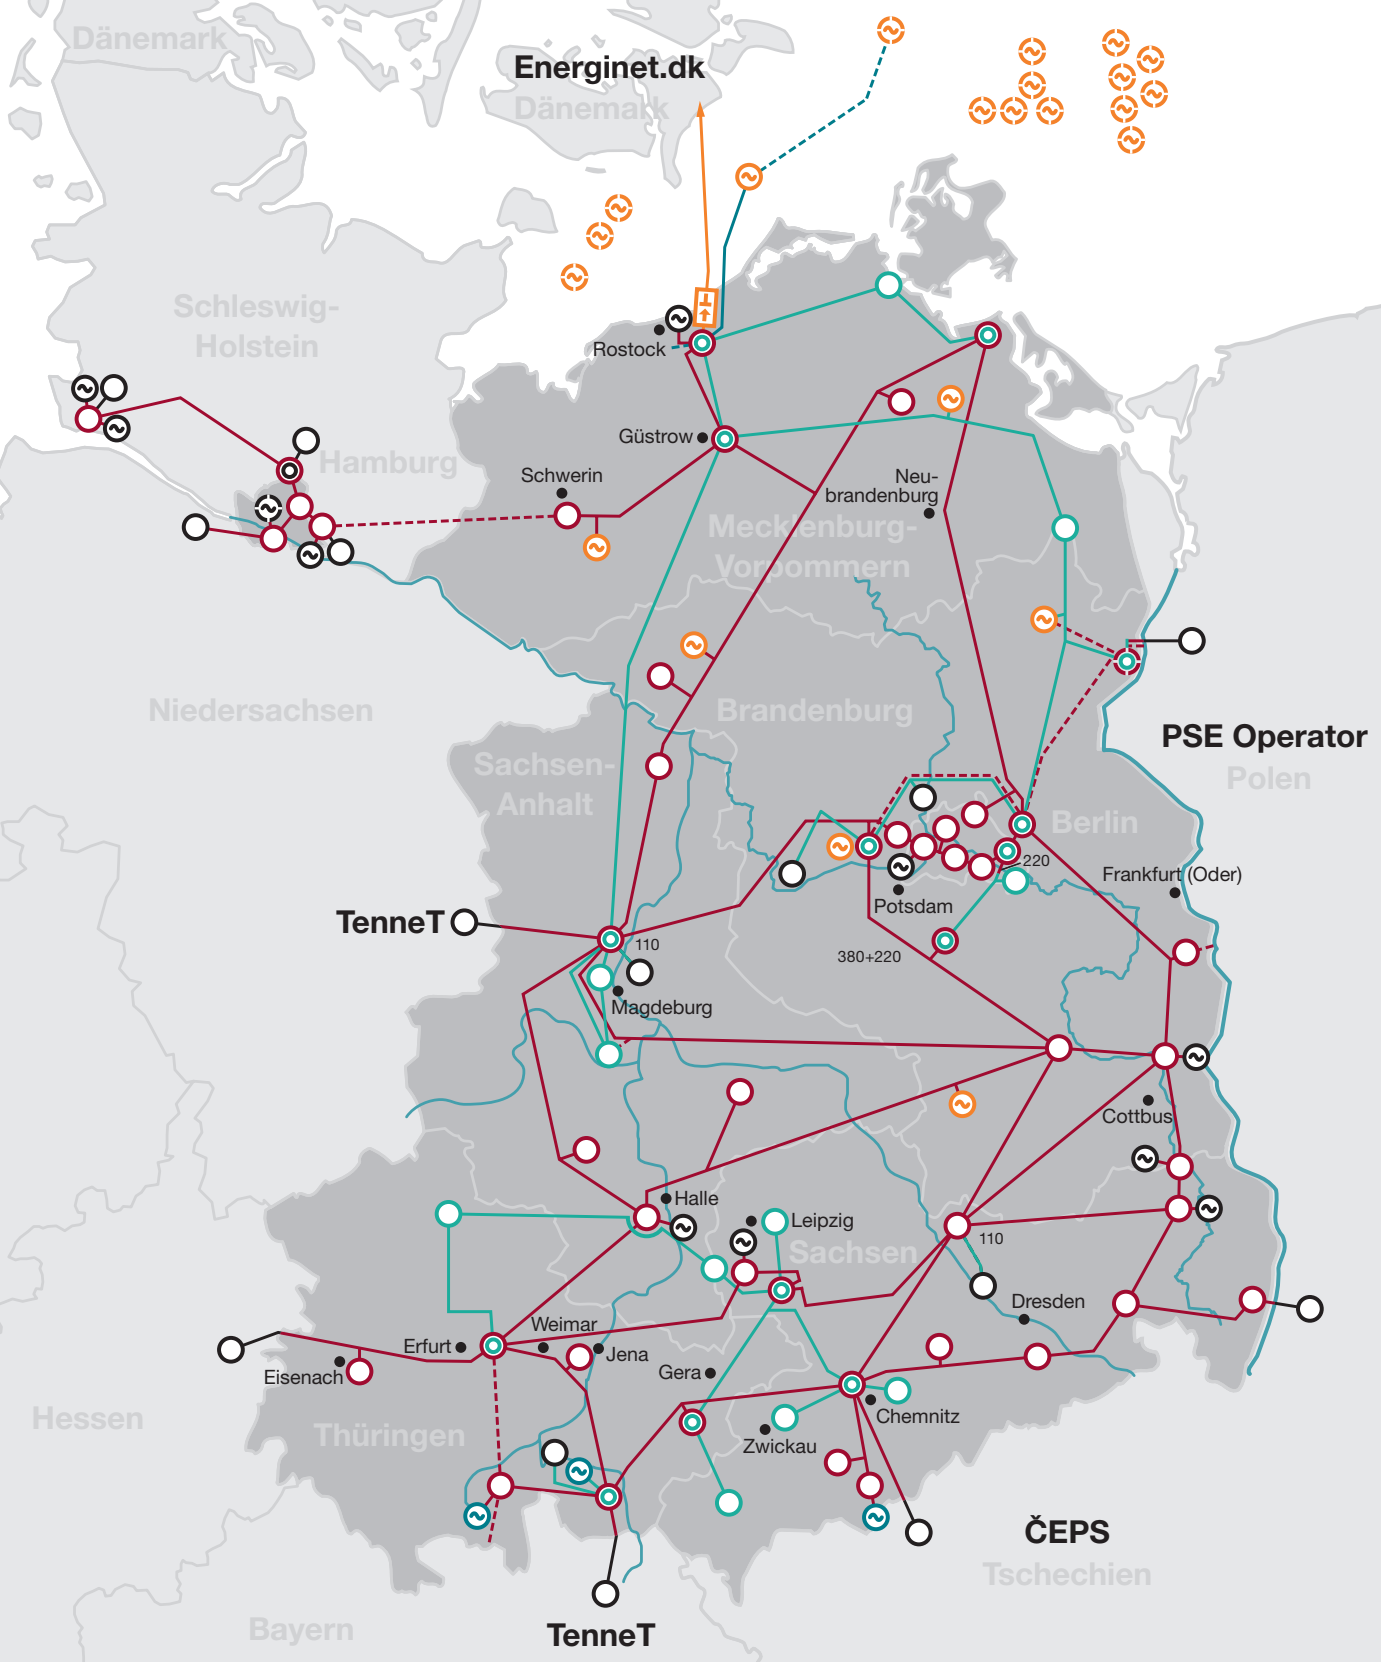 Dänemark
Energinet.dk
Dänemark
Schleswig-
Holstein
Rostock
Güstrow
Hamburg
Schwerin
Neu-
brandenburg
Mecklenburg-
Vorpommern
Niedersachsen
Brandenburg
PSE Operator
Polen
Sachsen-
Anhalt
Berlin
220
Frankfurt (Oder)
Potsdam
TenneT
110
380+220
Magdeburg
Cottbus
Halle
Leipzig
Sachsen
110
Dresden
Weimar
Erfurt
Jena
Eisenach
Gera
Hessen
Thüringen
Chemnitz
Zwickau
ČEPS
Tschechien
Bayern
TenneT